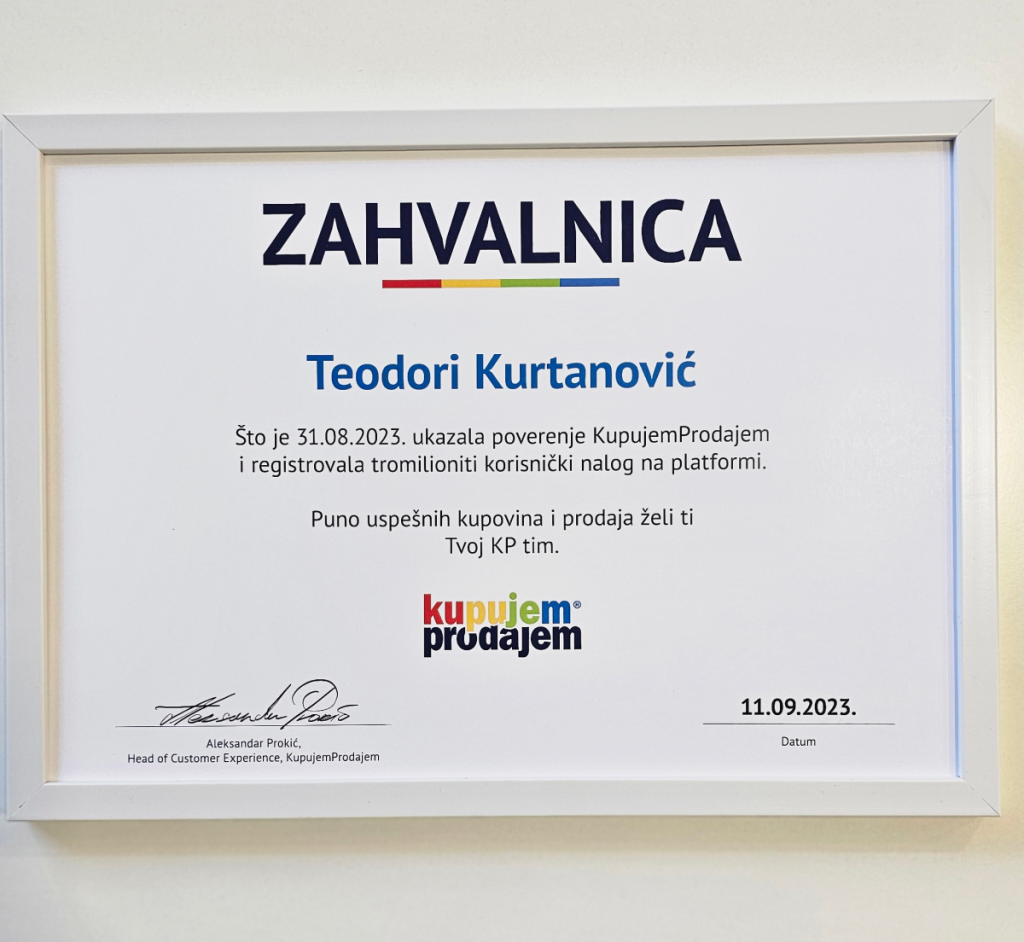 ZAHVALNICA
Teodori Kurtanović
Što je 31.08.2023. ukazala poverenje KupujemProdajem
i registrovala tromilioniti korisnički nalog na platformi.
Puno uspešnih kupovina i prodaja želi ti
Tvoj KP tim.
kupujem®
prodajem
Aleksandar Prokić
11.09.2023.
Aleksandar Prokić,
Head of Customer Experience, KupujemProdajem
Datum